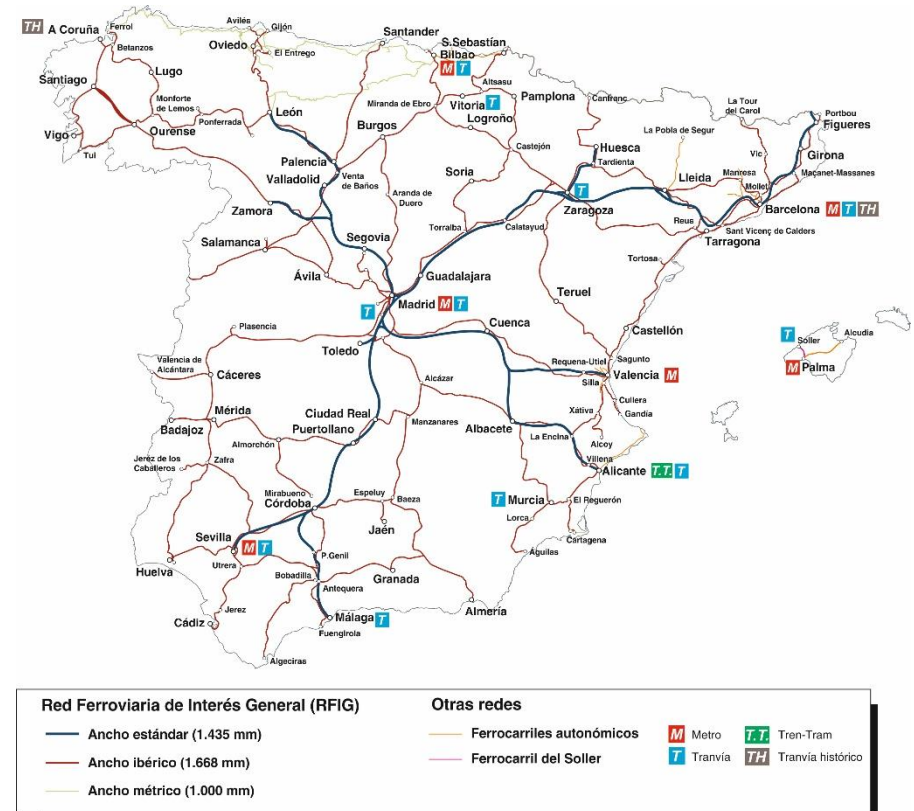 TH A Coruña
Ferrol
Betanzos
Avilés
Gijón
Oviedo
El Entrego
Santander
S.Sebastián
Bilbao
M T
Altsasu
Santiago
Lugo
Monforte
de Lemos
Ponferrada
León
Miranda de Ebro
Vitoria T
Pamplona
Canfranc
La Tour
del Carol
Portbou
Figueres
Vigo
Tui
Ourense
Burgos
Logroño
Castejón
Huesca
Tardienta
La Pobla de Segur
Vic
Girona
Palencia
Valladolid
Venta
de Baños
Soria
Lleida
Manresa
Mollet
Maçanet-Massanes
Zamora
Aranda de
Duero
T
Zaragoza
Calatayud
Torralba
Reus
Barcelona M T TH
Sant Vicenç de Calders
Tarragona
Salamanca
Segovia
Ávila
Guadalajara
Tortosa
Madrid M T
T
Teruel
Plasencia
Toledo
Cuenca
Castellón
T
Sóller
Alcudia
M Palma
Valencia de
Alcántara
Cáceres
Requena-Utiel
Sagunto
Valencia M
Silla
Alcázar
Cullera
Gandía
Xátiva
Mérida
Badajoz
Ciudad Real
Puertollano
Manzanares
Albacete
La Encina
Alcoy
Almorchón
Jeréz de los
Caballeros
Zafra
Villena
Alicante T.T. T
Mirabueno
Córdoba
Espeluy
Baeza
T Murcia
El Reguerón
Jaén
Lorca
Cartagena
Sevilla
M T
Utrera
Huelva
P.Genil
Bobadilla
Antequera
Granada
Águilas
Almería
Jerez
Cádiz
Málaga T
Fuengirola
Algeciras
Red Ferroviaria de Interés General (RFIG)
Ancho estándar (1.435 mm)
Ancho ibérico (1.668 mm)
Ancho métrico (1.000 mm)
Otras redes
Ferrocarriles autonómicos
Ferrocarril del Soller
M Metro
T Tranvía
T.T. Tren-Tram
TH Tranvía histórico